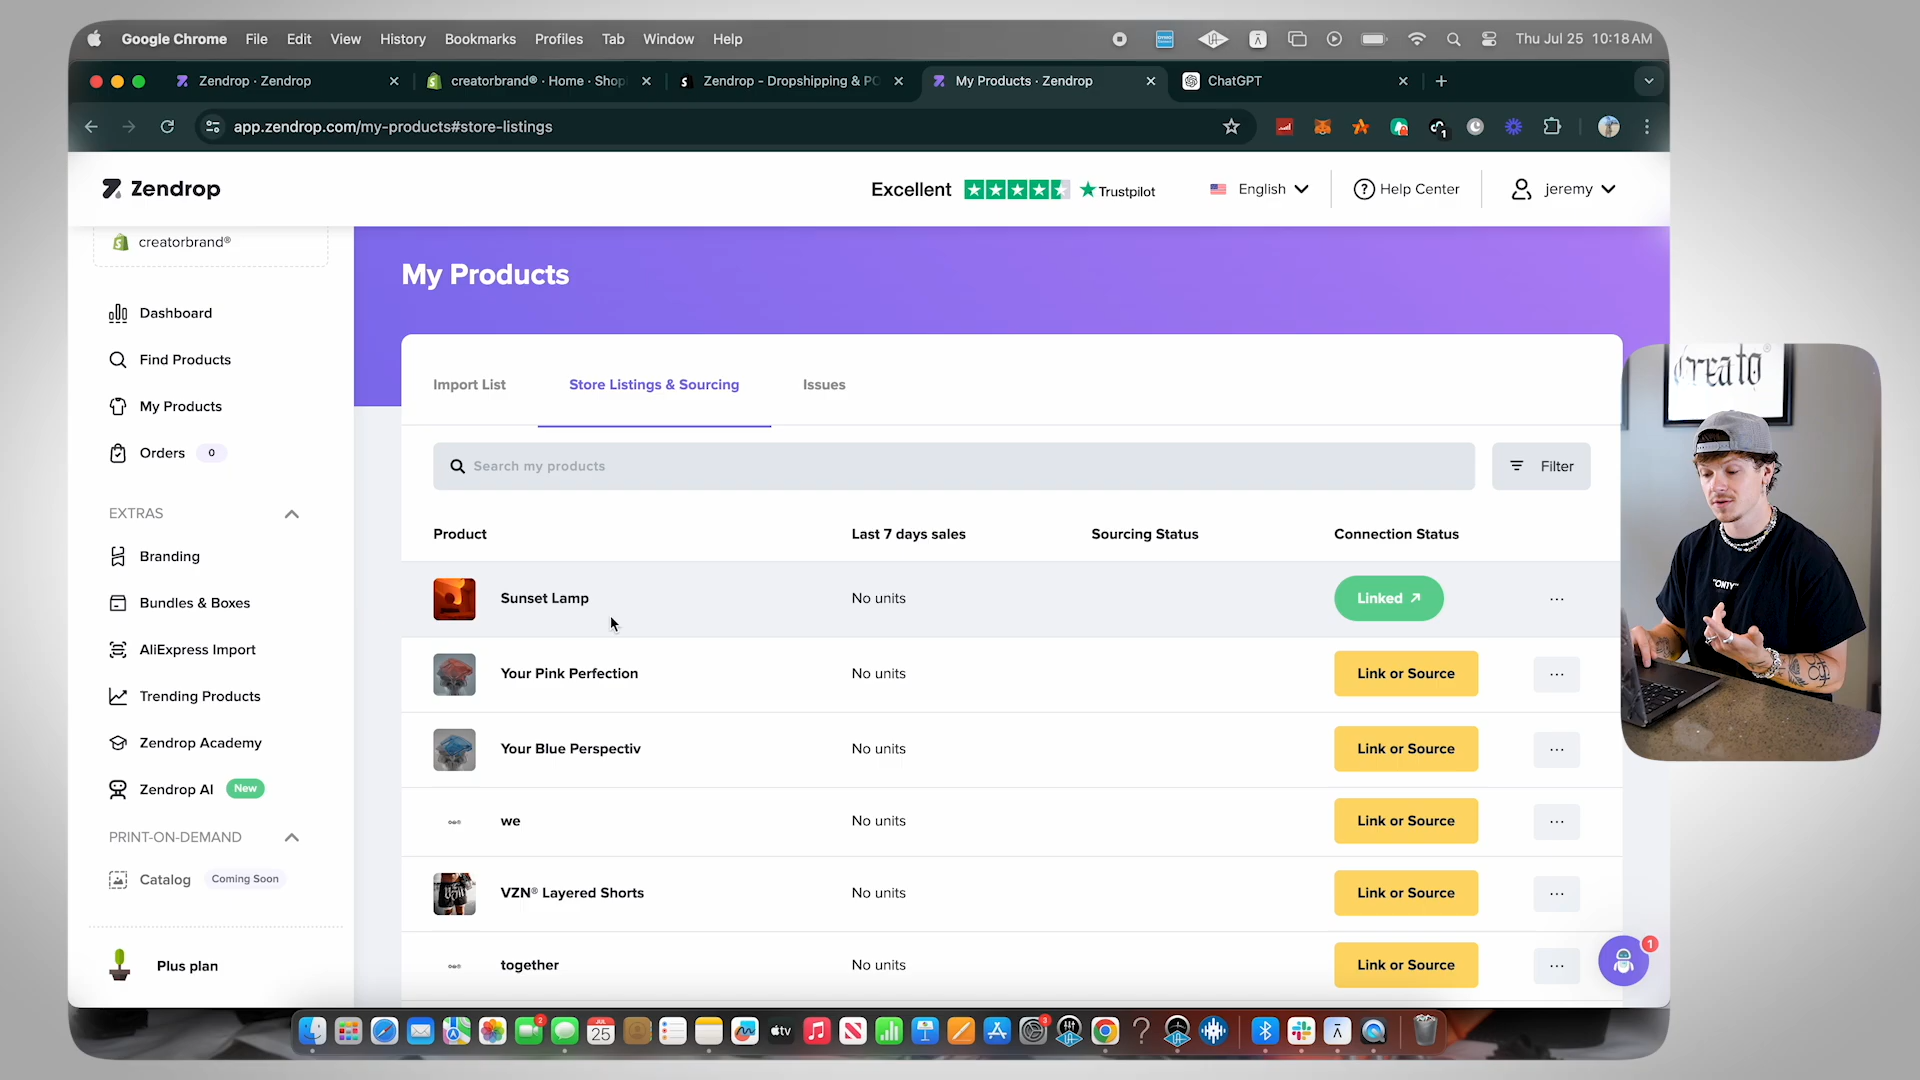 Google Chrome File Edit View History Bookmarks Profiles Tab Window Help Thu Jul 25 10:18 AM
Zendrop · Zendrop
creatorbrand® · Home · Shop
Zendrop - Dropshipping & PO
My Products · Zendrop
ChatGPT
app.zendrop.com/my-products#store-listings
Zendrop
Excellent
Trustpilot
English
Help Center
jeremy
creatorbrand®
Dashboard
Find Products
My Products
Orders 0
EXTRAS
Branding
Bundles & Boxes
AliExpress Import
Trending Products
Zendrop Academy
Zendrop AI New
PRINT-ON-DEMAND
Catalog Coming Soon
Plus plan
My Products
Import List Store Listings & Sourcing Issues
Search my products
Filter
Product Last 7 days sales Sourcing Status Connection Status
Sunset Lamp No units Linked
Your Pink Perfection No units Link or Source
Your Blue Perspectiv No units Link or Source
we No units Link or Source
VZN® Layered Shorts No units Link or Source
together No units Link or Source
1
JUL
25
2
tv
3